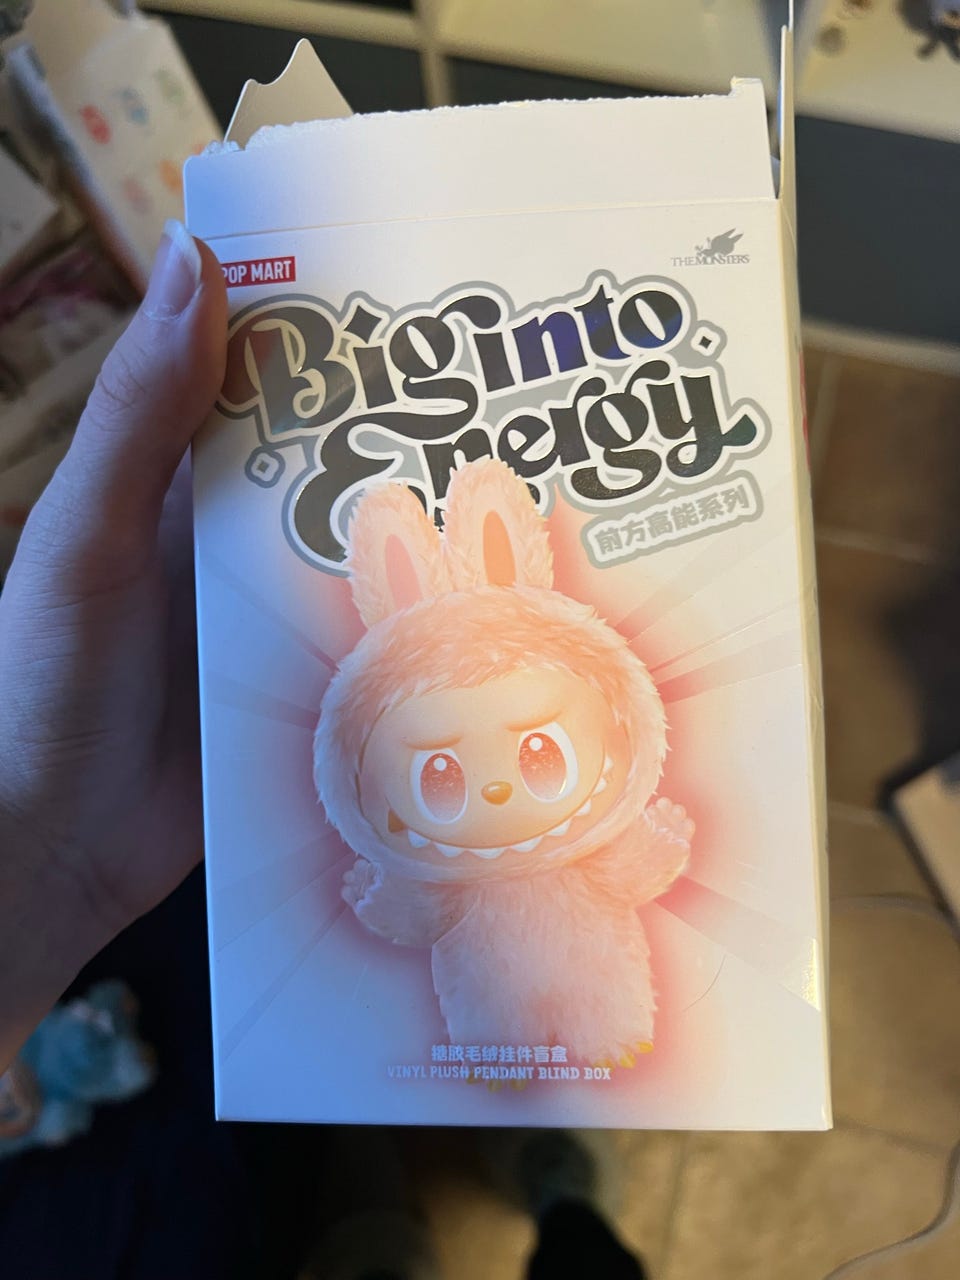 POP MART
THE MONSTERS
Big into
Energy
前方高能系列
搪胶毛绒挂件盲盒
VINYL PLUSH PENDANT BLIND BOX